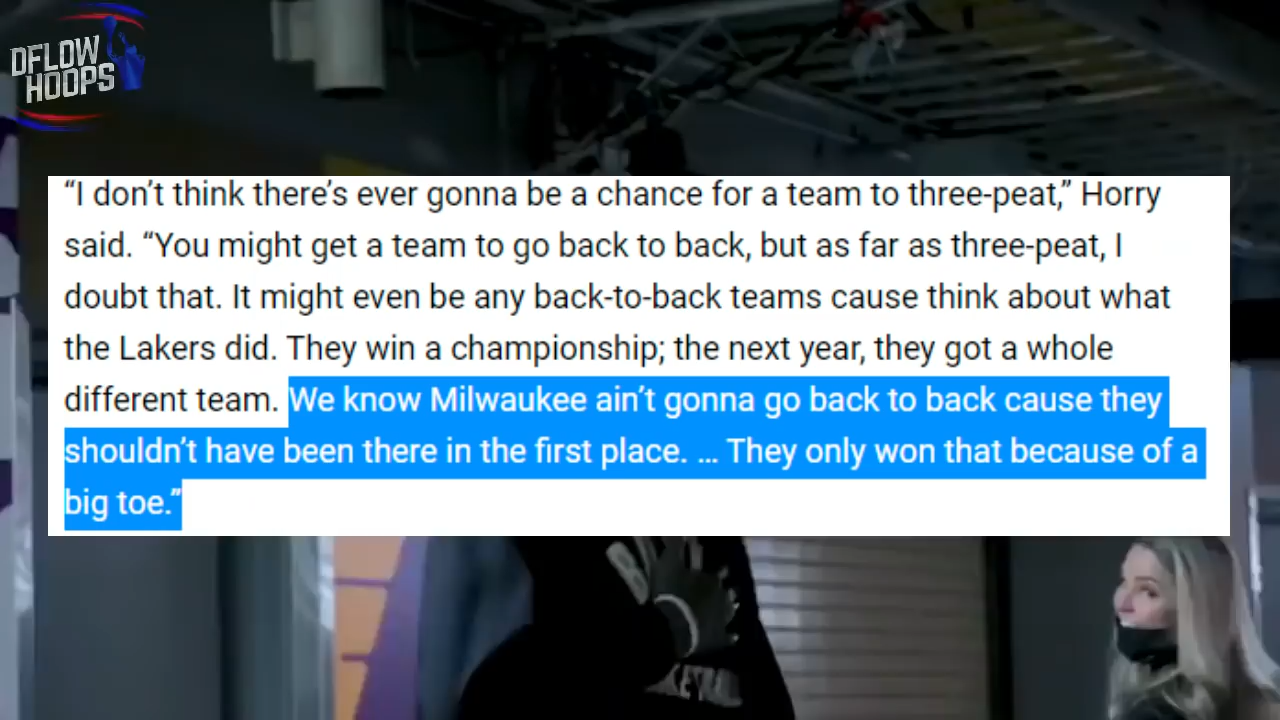 DFLOW
HOOPS
“I don’t think there’s ever gonna be a chance for a team to three-peat,” Horry
said. “You might get a team to go back to back, but as far as three-peat, I
doubt that. It might even be any back-to-back teams cause think about what
the Lakers did. They win a championship; the next year, they got a whole
different team. We know Milwaukee ain’t gonna go back to back cause they
shouldn’t have been there in the first place. … They only won that because of a
big toe.”